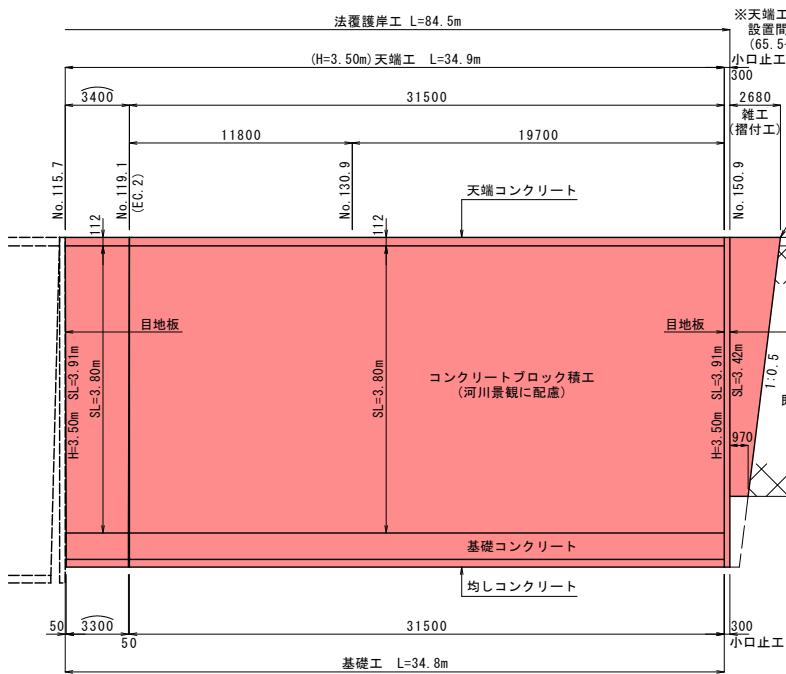 法覆護岸工 L=84.5m
※天端工
設置間
(65.5
(H=3.50m)天端工 L=34.9m
小口止工
300
3400
31500
2680
雑工
(摺付工)
11800
19700
No.115.7
No.119.1
(EC.2)
No.130.9
No.150.9
天端コンクリート
112
112
目地板
目地板
H=3.50m SL=3.91m
SL=3.80m
SL=3.80m
コンクリートブロック積工
(河川景観に配慮)
H=3.50m SL=3.91m
SL=3.42m
1:0.5
970
基礎コンクリート
均しコンクリート
50
3300
50
31500
300
小口止工
基礎工 L=34.8m